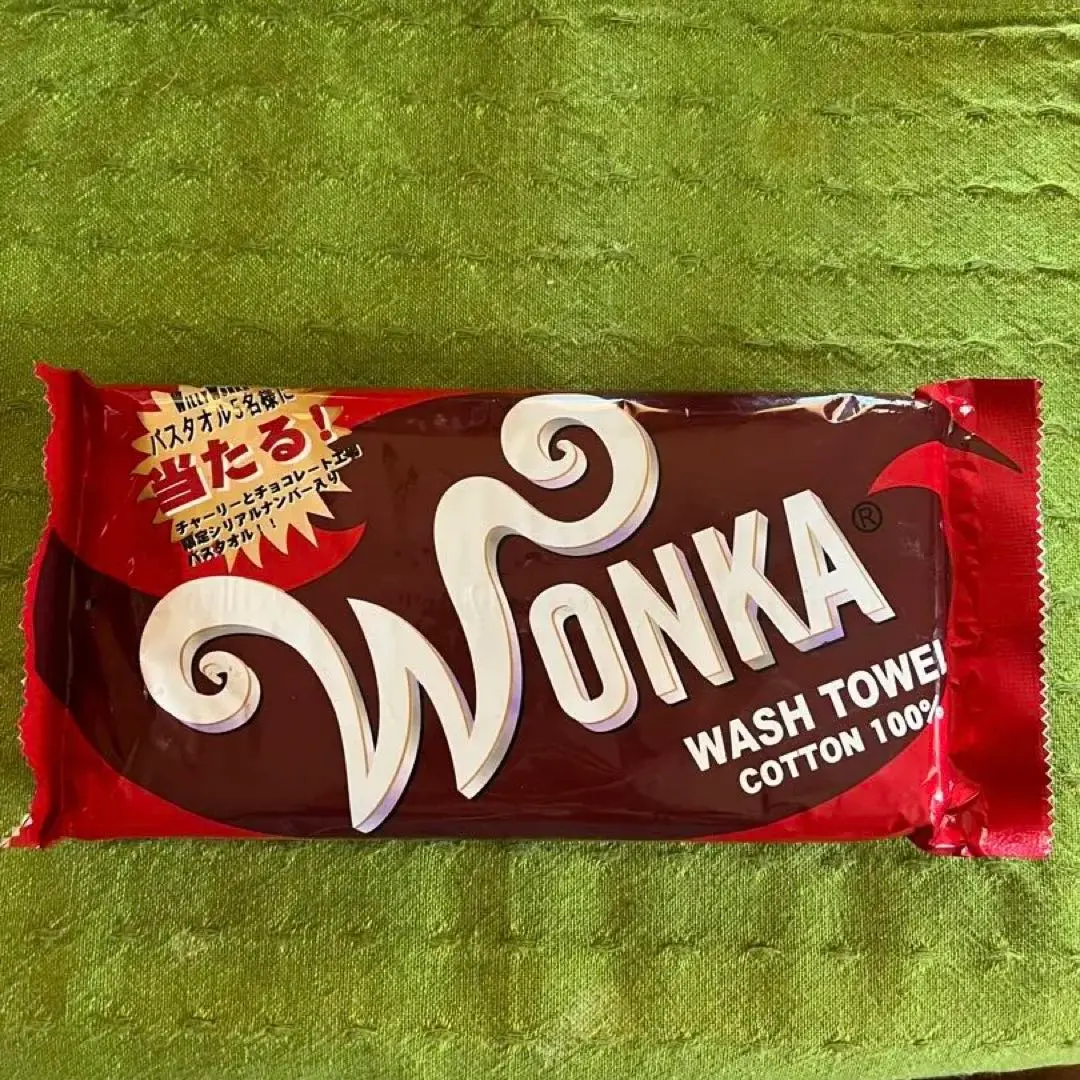 WILLY WONKA
バスタオル5名様に
当たる!
チャーリーとチョコレート工場
限定シリアルナンバー入り
バスタオル!!
WONKA®
WASH TOWEL
COTTON 100%